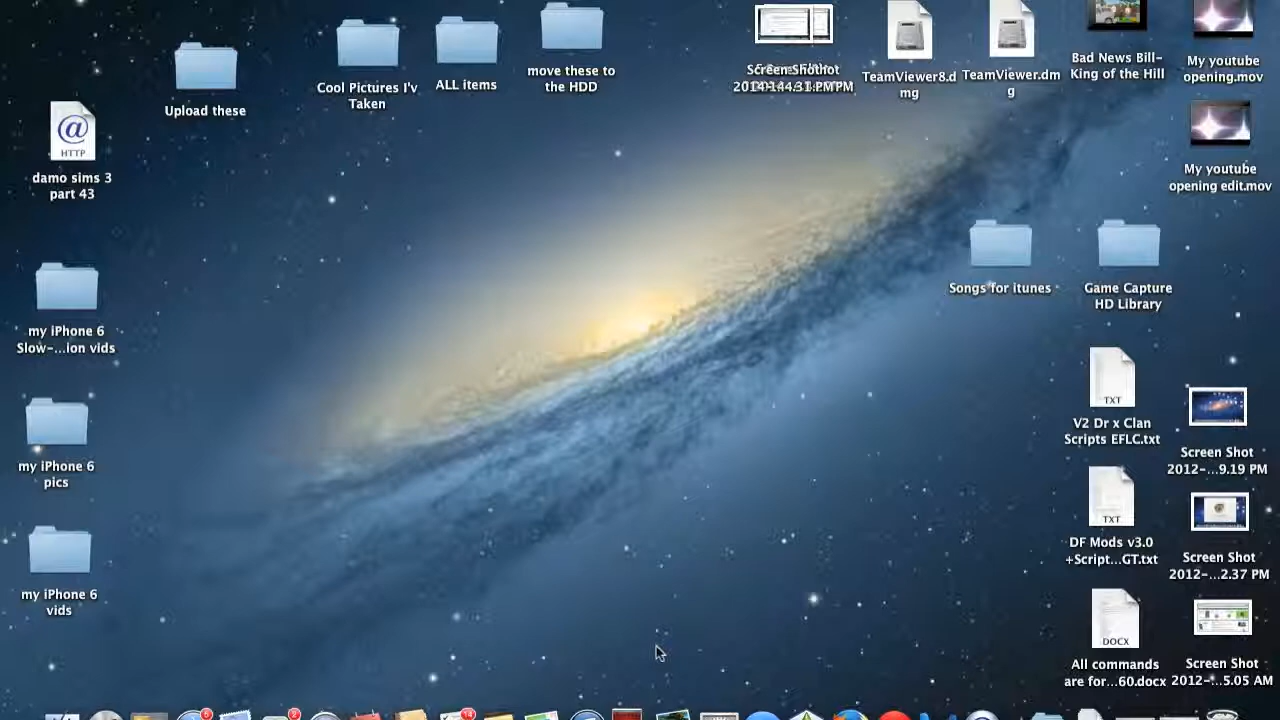 Upload these
Cool Pictures I'v
Taken
ALL items
move these to
the HDD
TeamViewer8.d
mg
TeamViewer.dm
g
Bad News Bill-
King of the Hill
My youtube
opening.mov
@
HTTP
damo sims 3
part 43
My youtube
opening edit.mov
Songs for itunes
Game Capture
HD Library
my iPhone 6
Slow-...ion vids
TXT
V2 Dr x Clan
Scripts EFLC.txt
Screen Shot
2012-...9.19 PM
my iPhone 6
pics
TXT
DF Mods v3.0
+Script...GT.txt
Screen Shot
2012-...2.37 PM
my iPhone 6
vids
DOCX
All commands
are for...60.docx
Screen Shot
2012-...5.05 AM